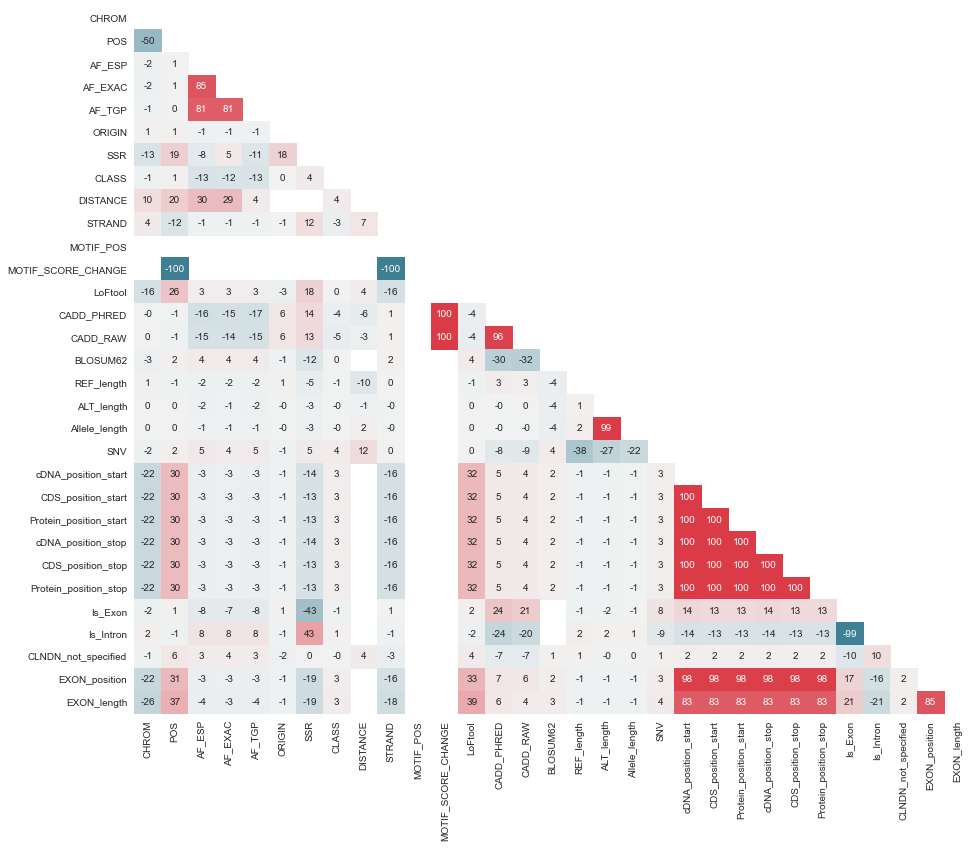 CHROM
POS -50
AF_ESP -2 1
AF_EXAC -2 1 85
AF_TGP -1 0 81 81
ORIGIN 1 1 -1 -1 -1
SSR -13 19 -8 5 -11 18
CLASS -1 1 -13 -12 -13 0 4
DISTANCE 10 20 30 29 4 4
STRAND 4 -12 -1 -1 -1 -1 12 -3 7
MOTIF_POS
MOTIF_SCORE_CHANGE -100 -100
LoFtool -16 26 3 3 3 -3 18 0 4 -16
CADD_PHRED -0 -1 -16 -15 -17 6 14 -4 -6 1 100 -4
CADD_RAW 0 -1 -15 -14 -15 6 13 -5 -3 1 100 -4 96
BLOSUM62 -3 2 4 4 4 -1 -12 0 2 4 -30 -32
REF_length 1 -1 -2 -2 -2 1 -5 -1 -10 0 -1 3 3 -4
ALT_length 0 0 -2 -1 -2 -0 -3 -0 -1 -0 0 -0 0 -4 1
Allele_length 0 0 -1 -1 -1 -0 -3 -0 2 -0 0 -0 -0 -4 2 99
SNV -2 2 5 4 5 -1 5 4 12 0 0 -8 -9 4 -38 -27 -22
cDNA_position_start -22 30 -3 -3 -3 -1 -14 3 -16 32 5 4 2 -1 -1 -1 3
CDS_position_start -22 30 -3 -3 -3 -1 -13 3 -16 32 5 4 2 -1 -1 -1 3 100
Protein_position_start -22 30 -3 -3 -3 -1 -13 3 -16 32 5 4 2 -1 -1 -1 3 100 100
cDNA_position_stop -22 30 -3 -3 -3 -1 -14 3 -16 32 5 4 2 -1 -1 -1 3 100 100 100
CDS_position_stop -22 30 -3 -3 -3 -1 -13 3 -16 32 5 4 2 -1 -1 -1 3 100 100 100 100
Protein_position_stop -22 30 -3 -3 -3 -1 -13 3 -16 32 5 4 2 -1 -1 -1 3 100 100 100 100 100
Is_Exon -2 1 -8 -7 -8 1 -43 -1 1 2 24 21 -1 -2 -1 8 14 13 13 14 13 13
Is_Intron 2 -1 8 8 8 -1 43 1 -1 -2 -24 -20 2 2 1 -9 -14 -13 -13 -14 -13 -13 -99
CLNDN_not_specified -1 6 3 4 3 -2 0 -0 4 -3 4 -7 -7 1 1 -0 0 1 2 2 2 2 2 2 -10 10
EXON_position -22 31 -3 -3 -3 -1 -19 3 -16 33 7 6 2 -1 -1 -1 3 98 98 98 98 98 98 17 -16 2
EXON_length -26 37 -3 -4 -4 -1 -19 3 -18 39 6 4 3 -1 -1 -1 4 83 83 83 83 83 83 21 -21 2 85
CHROM
POS
AF_ESP
AF_EXAC
AF_TGP
ORIGIN
SSR
CLASS
DISTANCE
STRAND
MOTIF_POS
MOTIF_SCORE_CHANGE
LoFtool
CADD_PHRED
CADD_RAW
BLOSUM62
REF_length
ALT_length
Allele_length
SNV
cDNA_position_start
CDS_position_start
Protein_position_start
cDNA_position_stop
CDS_position_stop
Protein_position_stop
Is_Exon
Is_Intron
CLNDN_not_specified
EXON_position
EXON_length